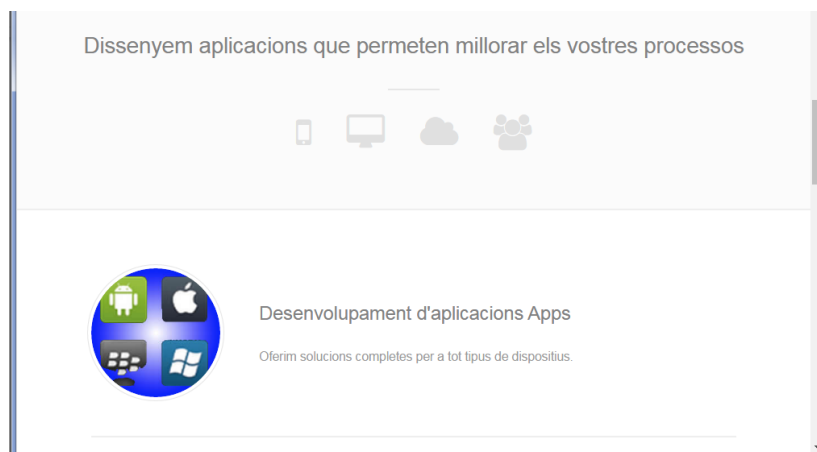 Dissenyem aplicacions que permeten millorar els vostres processos
Desenvolupament d'aplicacions Apps
Oferim solucions completes per a tot tipus de dispositius.